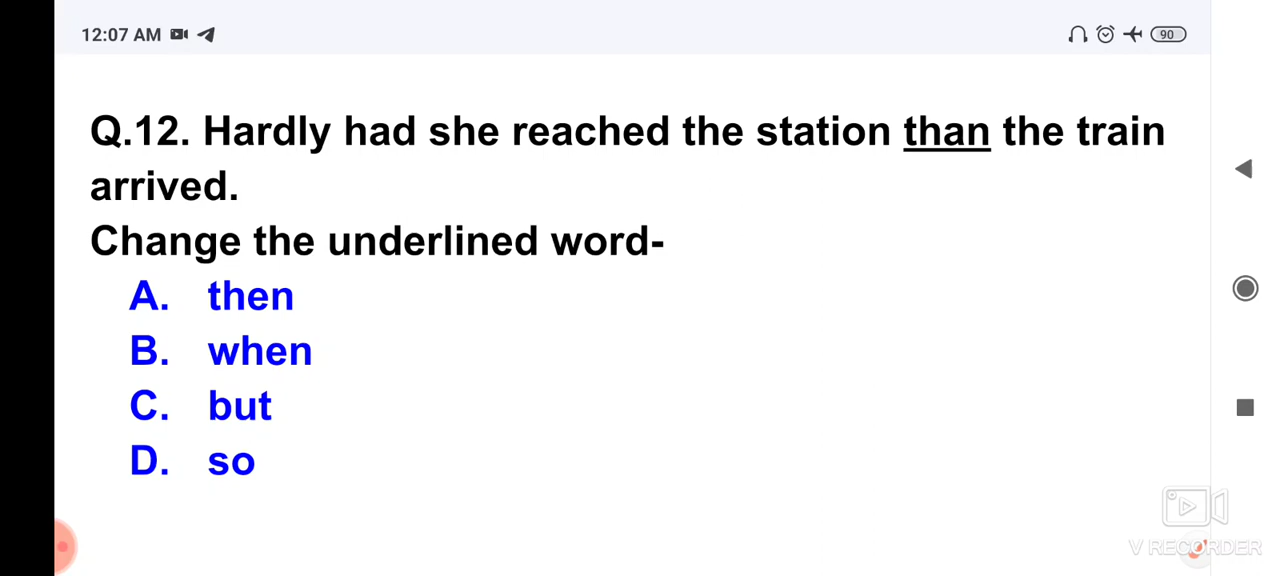 12:07 AM
90
Q.12. Hardly had she reached the station than the train
arrived.
Change the underlined word-
A. then
B. when
C. but
D. so
V RECORDER